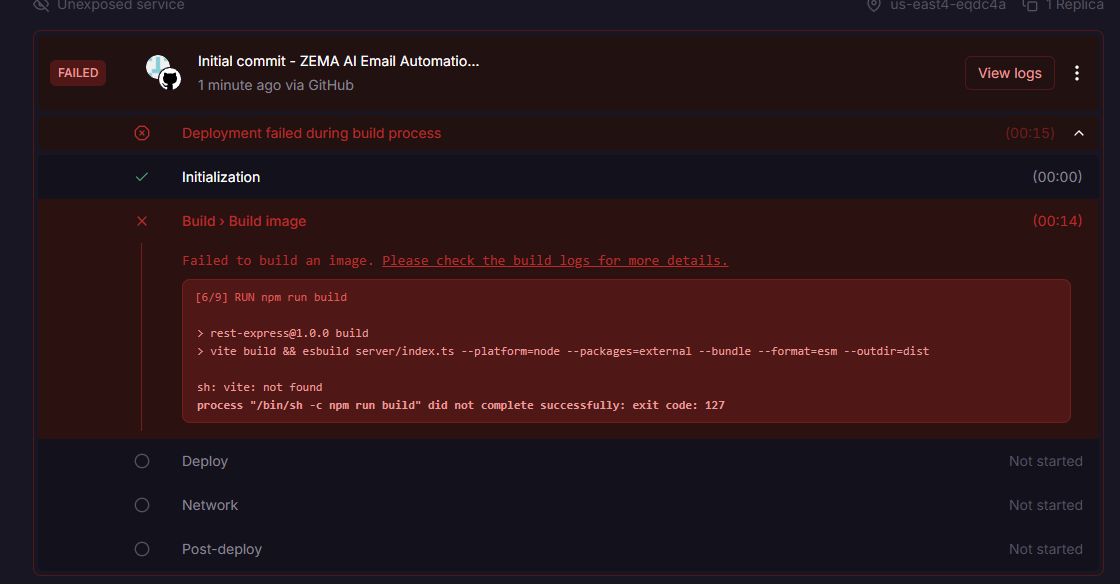 Unexposed service
us-east4-eqdc4a
1 Replica
FAILED
Initial commit - ZEMA AI Email Automatio...
1 minute ago via GitHub
View logs
Deployment failed during build process
(00:15)
Initialization
(00:00)
Build › Build image
(00:14)
Failed to build an image. Please check the build logs for more details.
[6/9] RUN npm run build
> rest-express@1.0.0 build
> vite build && esbuild server/index.ts --platform=node --packages=external --bundle --format=esm --outdir=dist
sh: vite: not found
process "/bin/sh -c npm run build" did not complete successfully: exit code: 127
Deploy
Not started
Network
Not started
Post-deploy
Not started